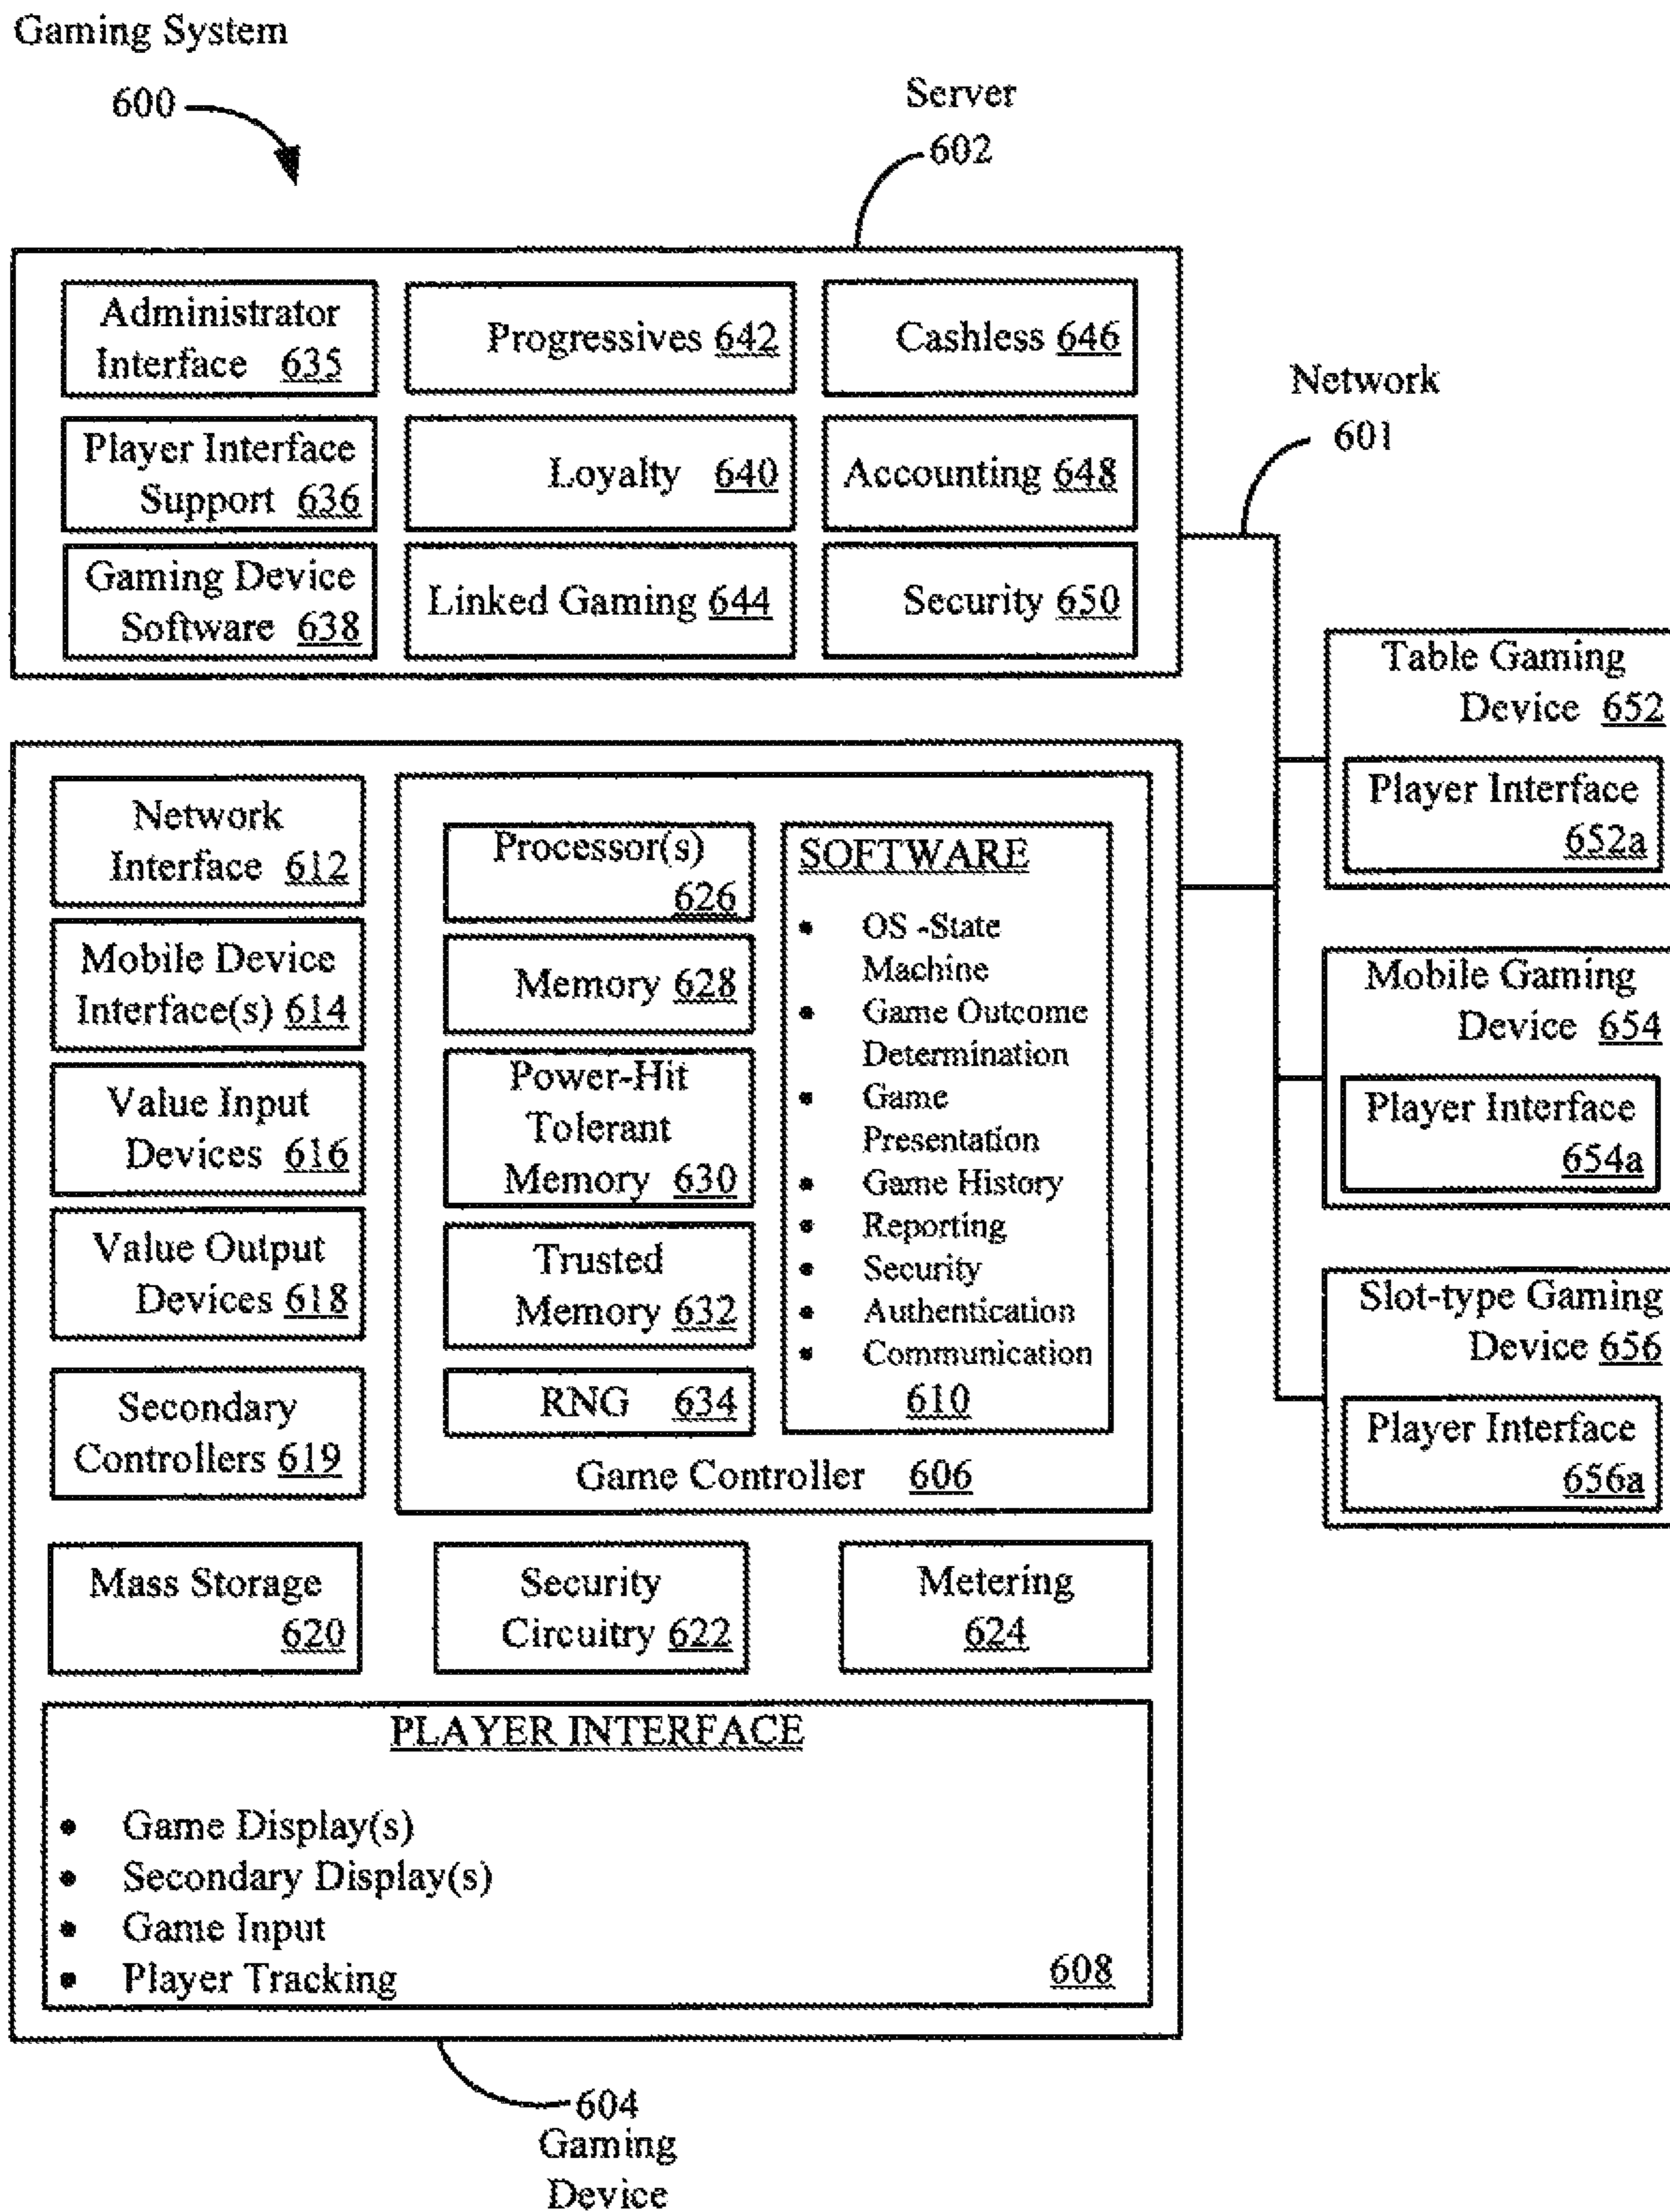 Gaming System
600
Server
602
Administrator
Interface 635
Progressives 642
Cashless 646
Player Interface
Support 636
Loyalty 640
Accounting 648
Gaming Device
Software 638
Linked Gaming 644
Security 650
Network
601
Table Gaming
Device 652
Player Interface
652a
Mobile Gaming
Device 654
Player Interface
654a
Slot-type Gaming
Device 656
Player Interface
656a
Network
Interface 612
Mobile Device
Interface(s) 614
Value Input
Devices 616
Value Output
Devices 618
Secondary
Controllers 619
Processor(s)
626
Memory 628
Power-Hit
Tolerant
Memory 630
Trusted
Memory 632
RNG 634
SOFTWARE
• OS -State
Machine
• Game Outcome
Determination
• Game
Presentation
• Game History
• Reporting
• Security
• Authentication
• Communication
610
Game Controller 606
Mass Storage
620
Security
Circuitry 622
Metering
624
PLAYER INTERFACE
• Game Display(s)
• Secondary Display(s)
• Game Input
• Player Tracking
608
604
Gaming
Device